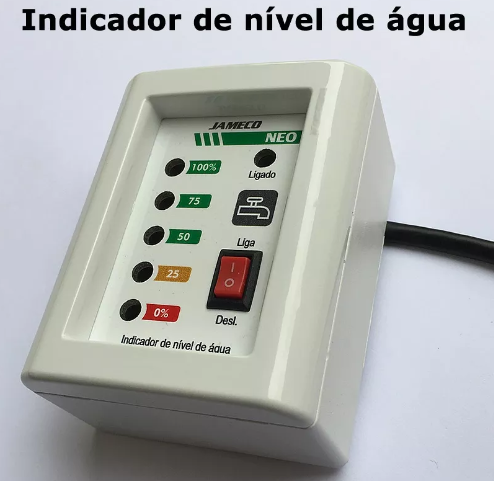 Indicador de nível de água
JAMECO
NEO
100%
Ligado
75
50
Liga
25
0%
Desl.
Indicador de nível de água